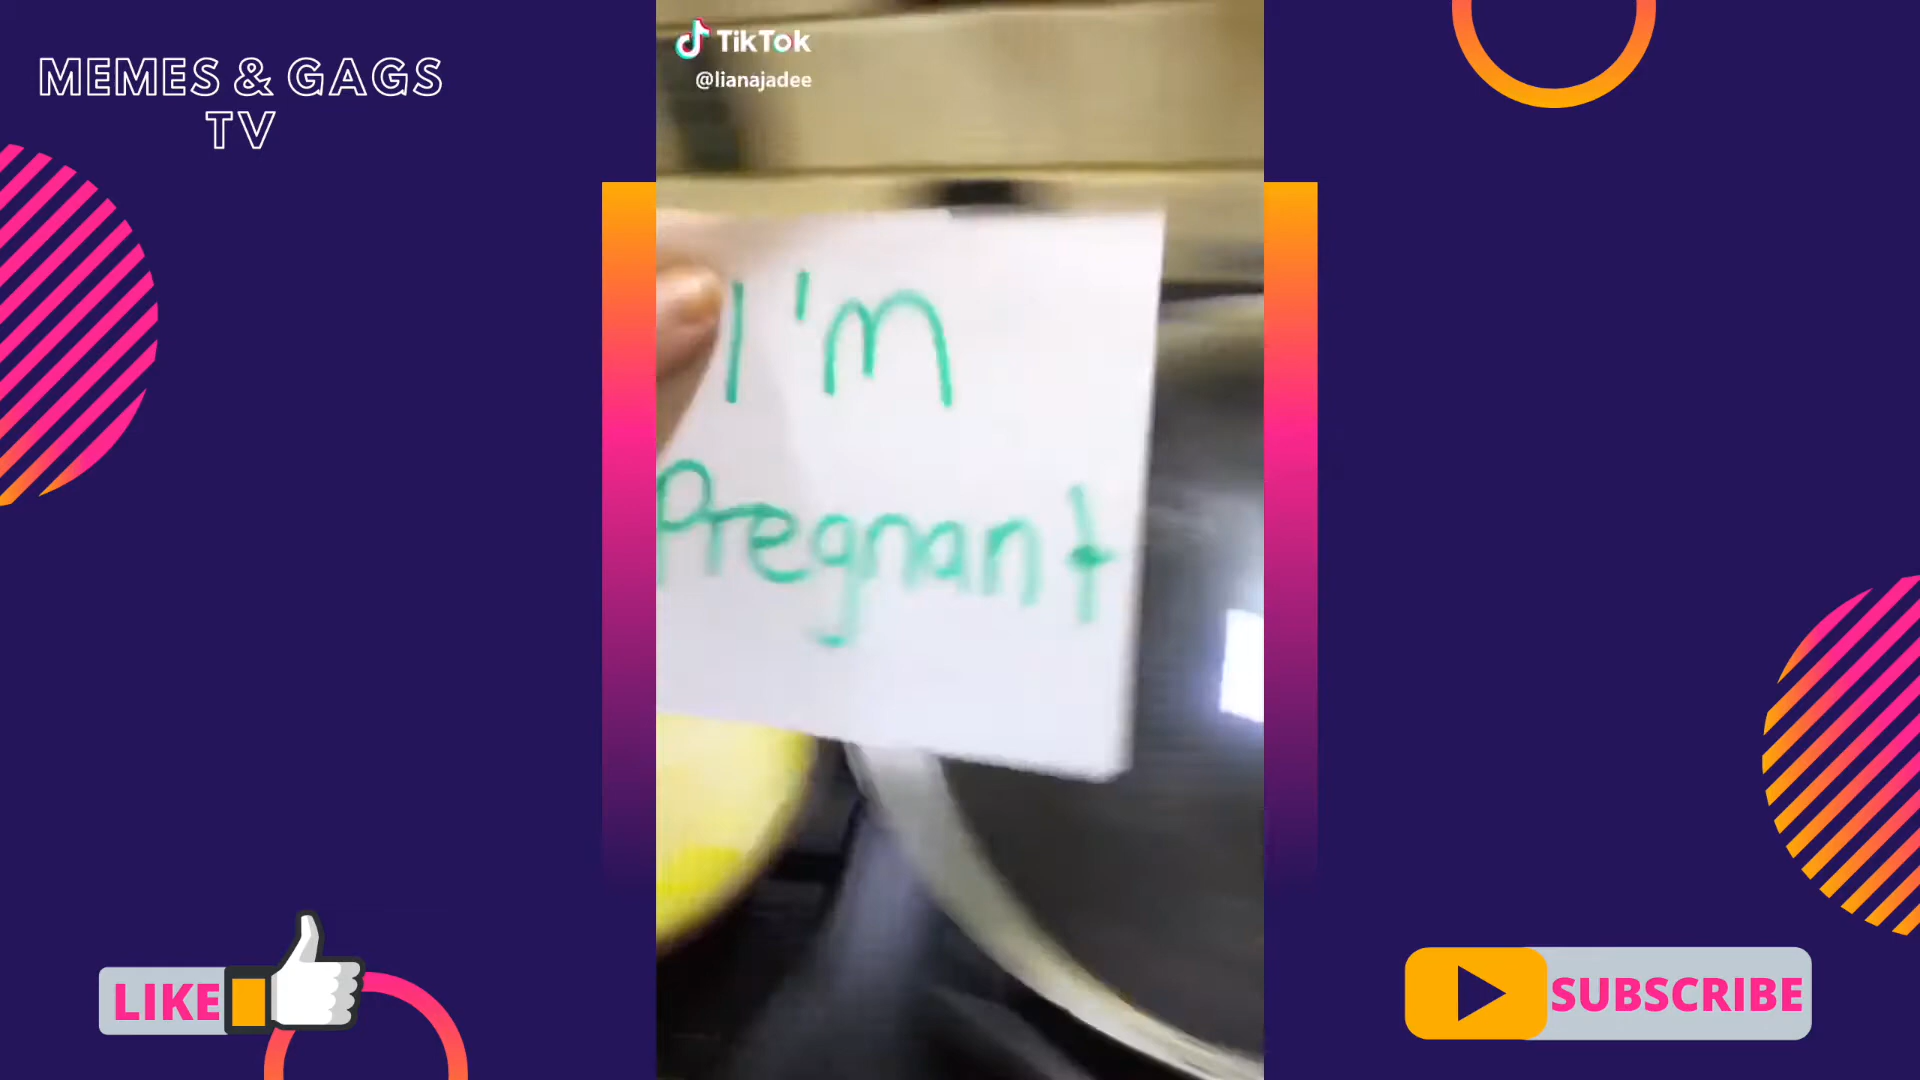 MEMES & GAGS
TV
TikTok
@lianajadee
I'm
Pregnant
LIKE
SUBSCRIBE